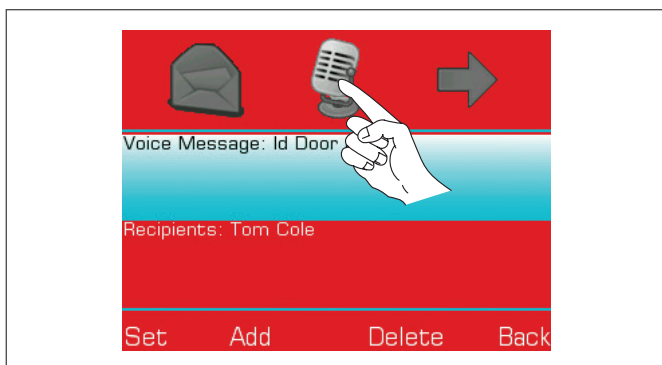 Voice Message: Id Door
Recipients: Tom Cole
Set Add Delete Back